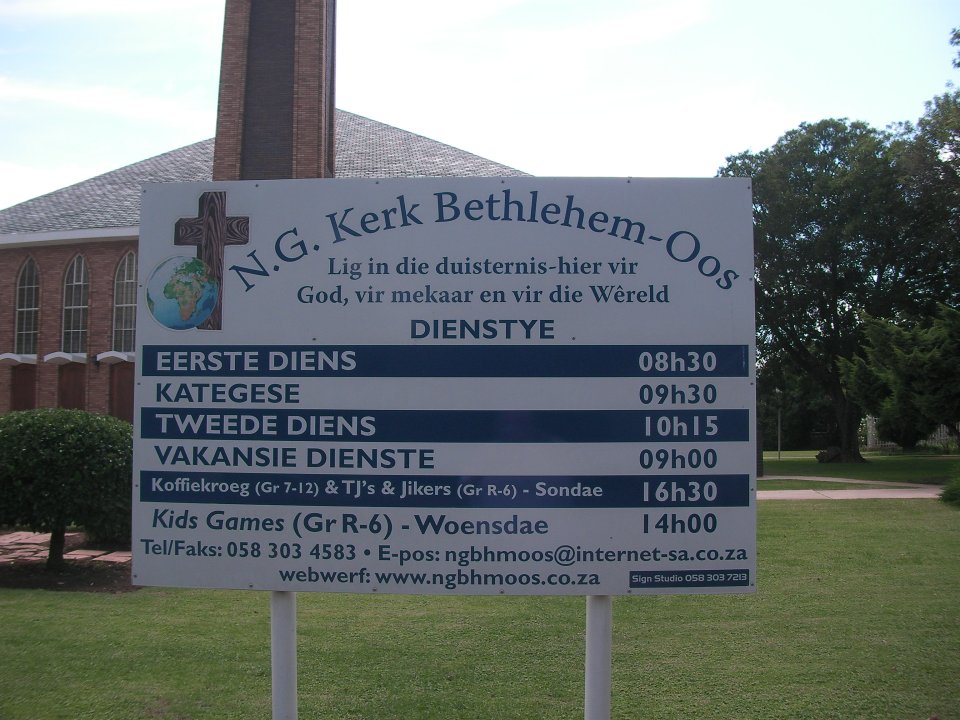 N.G. Kerk Bethlehem-Oos
Lig in die duisternis-hier vir
God, vir mekaar en vir die Wêreld
DIENSTYE
EERSTE DIENS 08h30
KATEGESE 09h30
TWEEDE DIENS 10h15
VAKANSIE DIENSTE 09h00
Koffiekroeg (Gr 7-12) & TJ's & Jikers (Gr R-6) - Sondae 16h30
Kids Games (Gr R-6) - Woensdae 14h00
Tel/Faks: 058 303 4583 • E-pos: ngbhmoos@internet-sa.co.za
webwerf: www.ngbhmoos.co.za
Sign Studio 058 303 7213